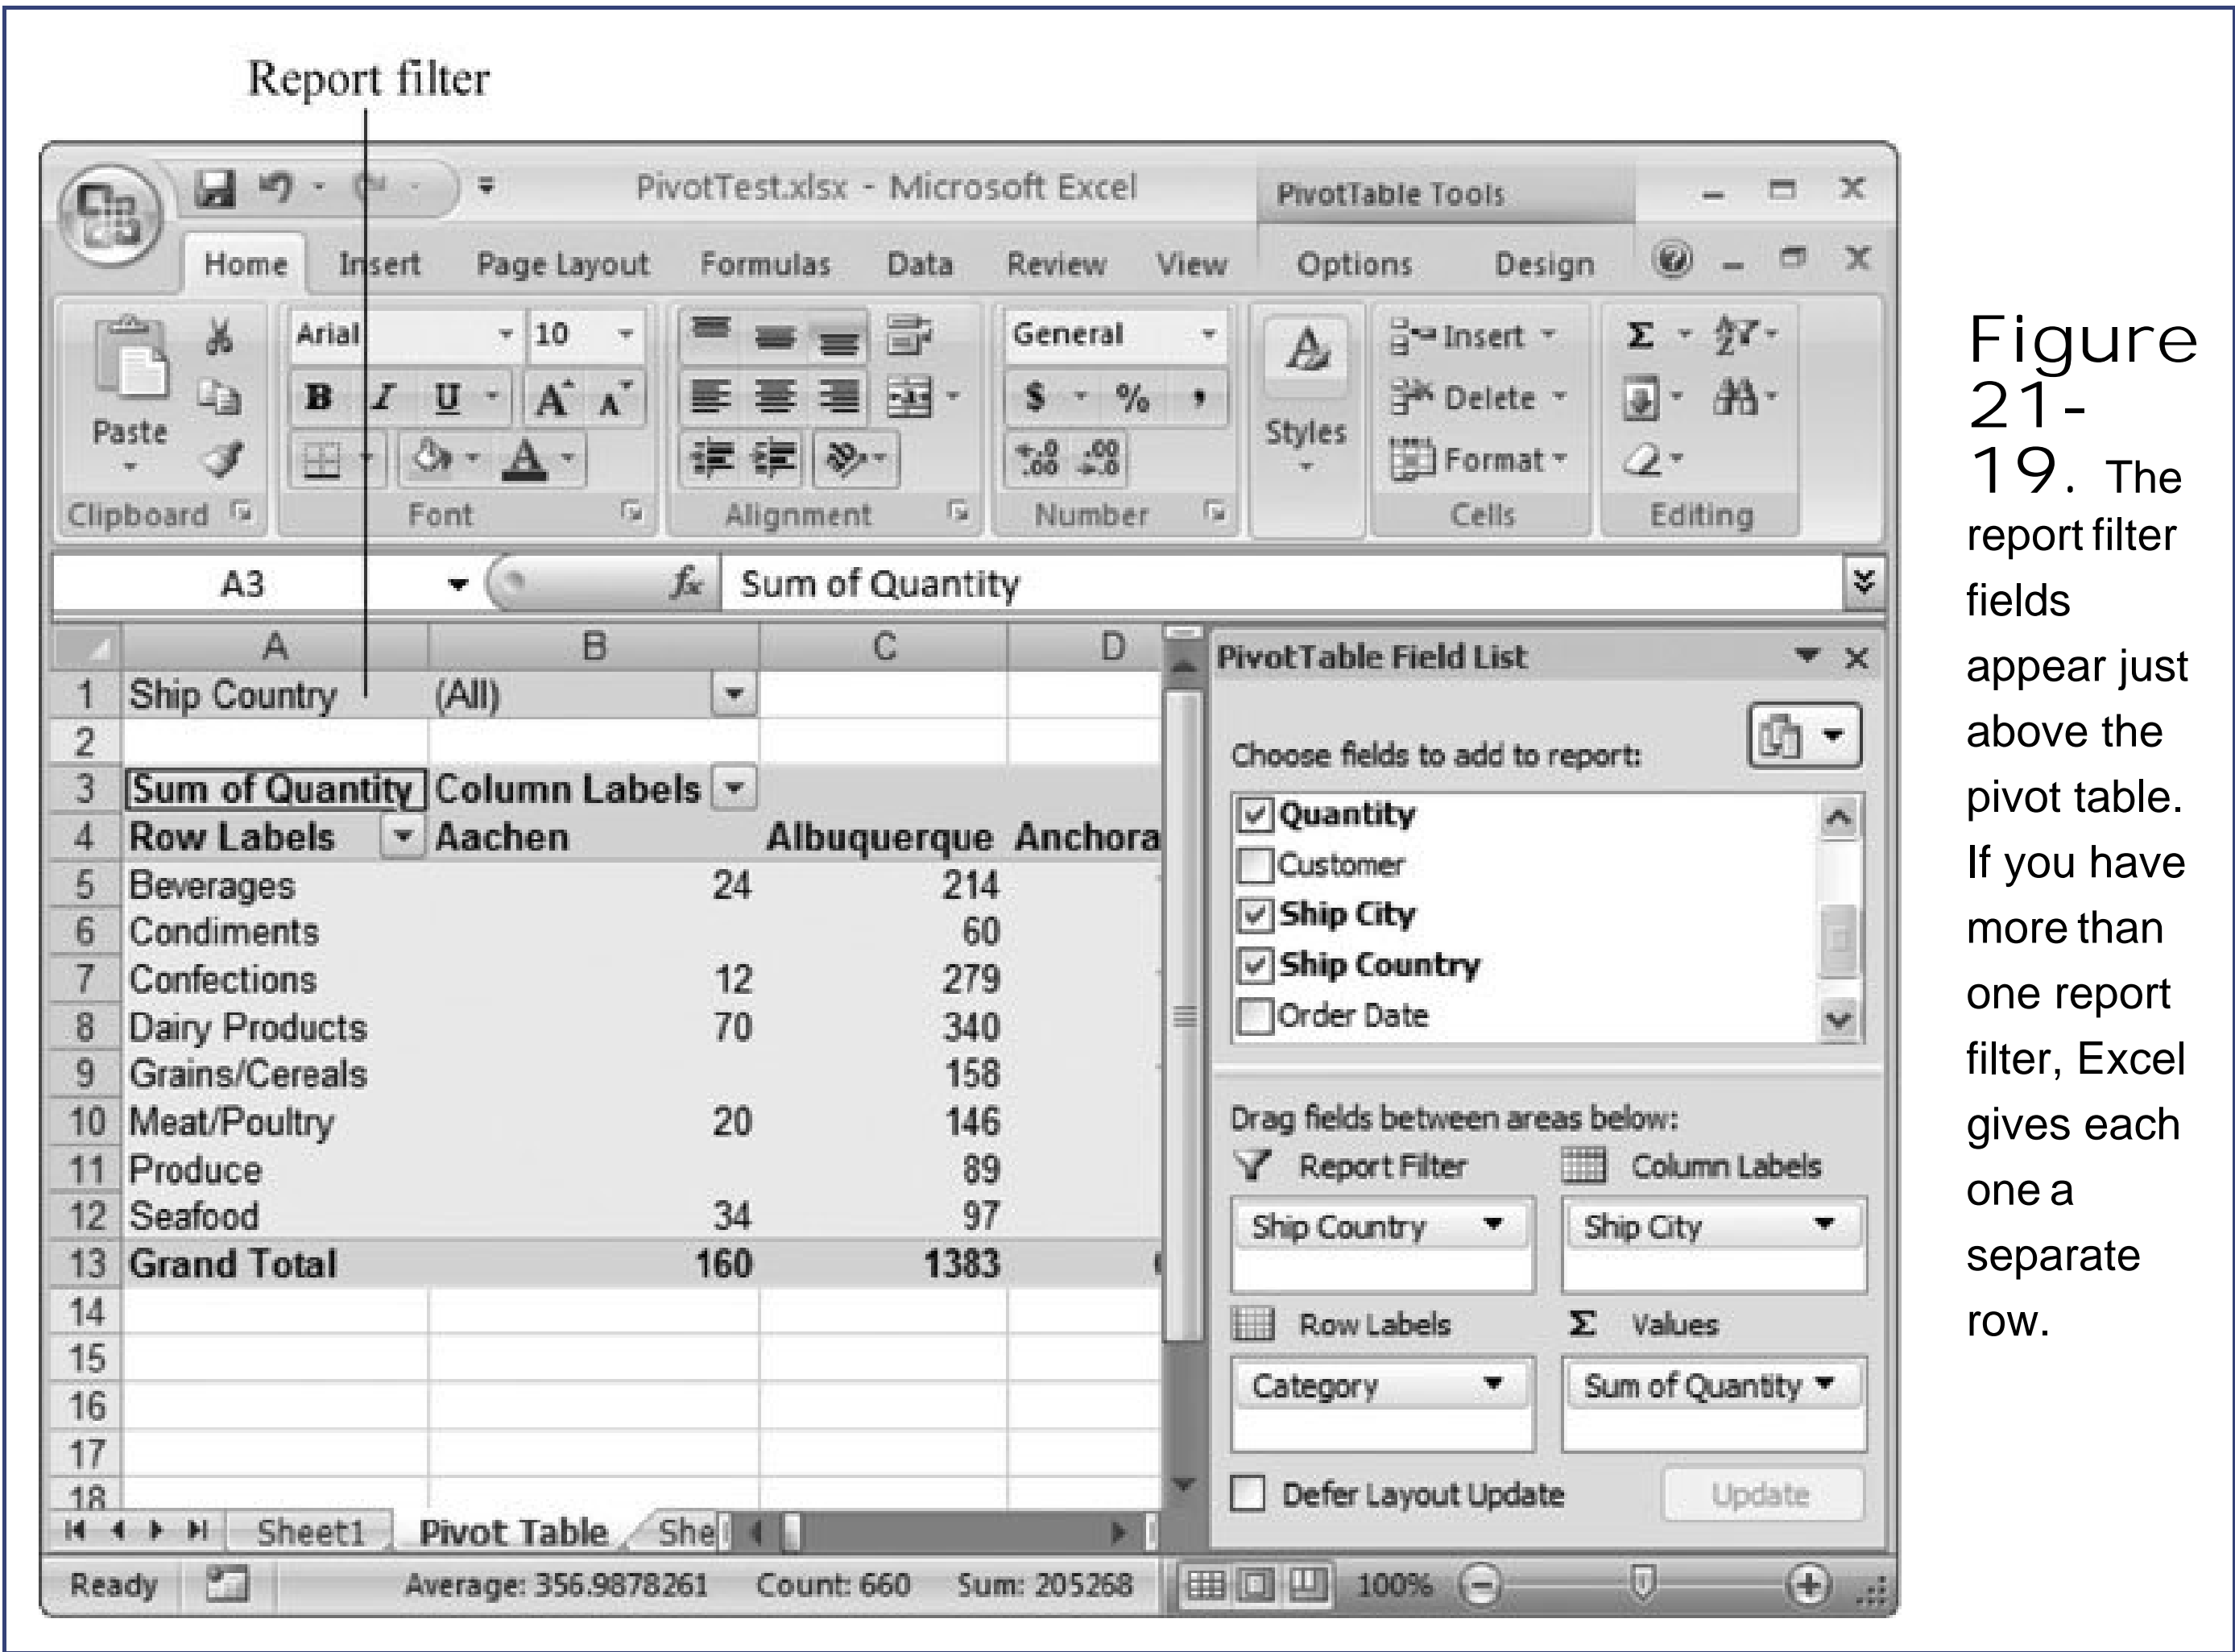 Report filter
PivotTest.xlsx - Microsoft Excel
PivotTable Tools
Home Insert Page Layout Formulas Data Review View Options Design
Arial 10
General
Insert
B I U A A
$ % ,
Delete
Paste
Styles
Format
Clipboard Font Alignment Number Cells Editing
A3 fx Sum of Quantity
A B C D
1 Ship Country (All)
2
3 Sum of Quantity Column Labels
4 Row Labels Aachen Albuquerque Anchora
5 Beverages 24 214
6 Condiments 60
7 Confections 12 279
8 Dairy Products 70 340
9 Grains/Cereals 158
10 Meat/Poultry 20 146
11 Produce 89
12 Seafood 34 97
13 Grand Total 160 1383
14
15
16
17
18
Sheet1 Pivot Table She
Ready Average: 356.9878261 Count: 660 Sum: 205268 100%
PivotTable Field List
Choose fields to add to report:
Quantity
Customer
Ship City
Ship Country
Order Date
Drag fields between areas below:
Report Filter Column Labels
Ship Country Ship City
Row Labels Σ Values
Category Sum of Quantity
Defer Layout Update Update
Figure
21-
19. The
report filter
fields
appear just
above the
pivot table.
If you have
more than
one report
filter, Excel
gives each
one a
separate
row.